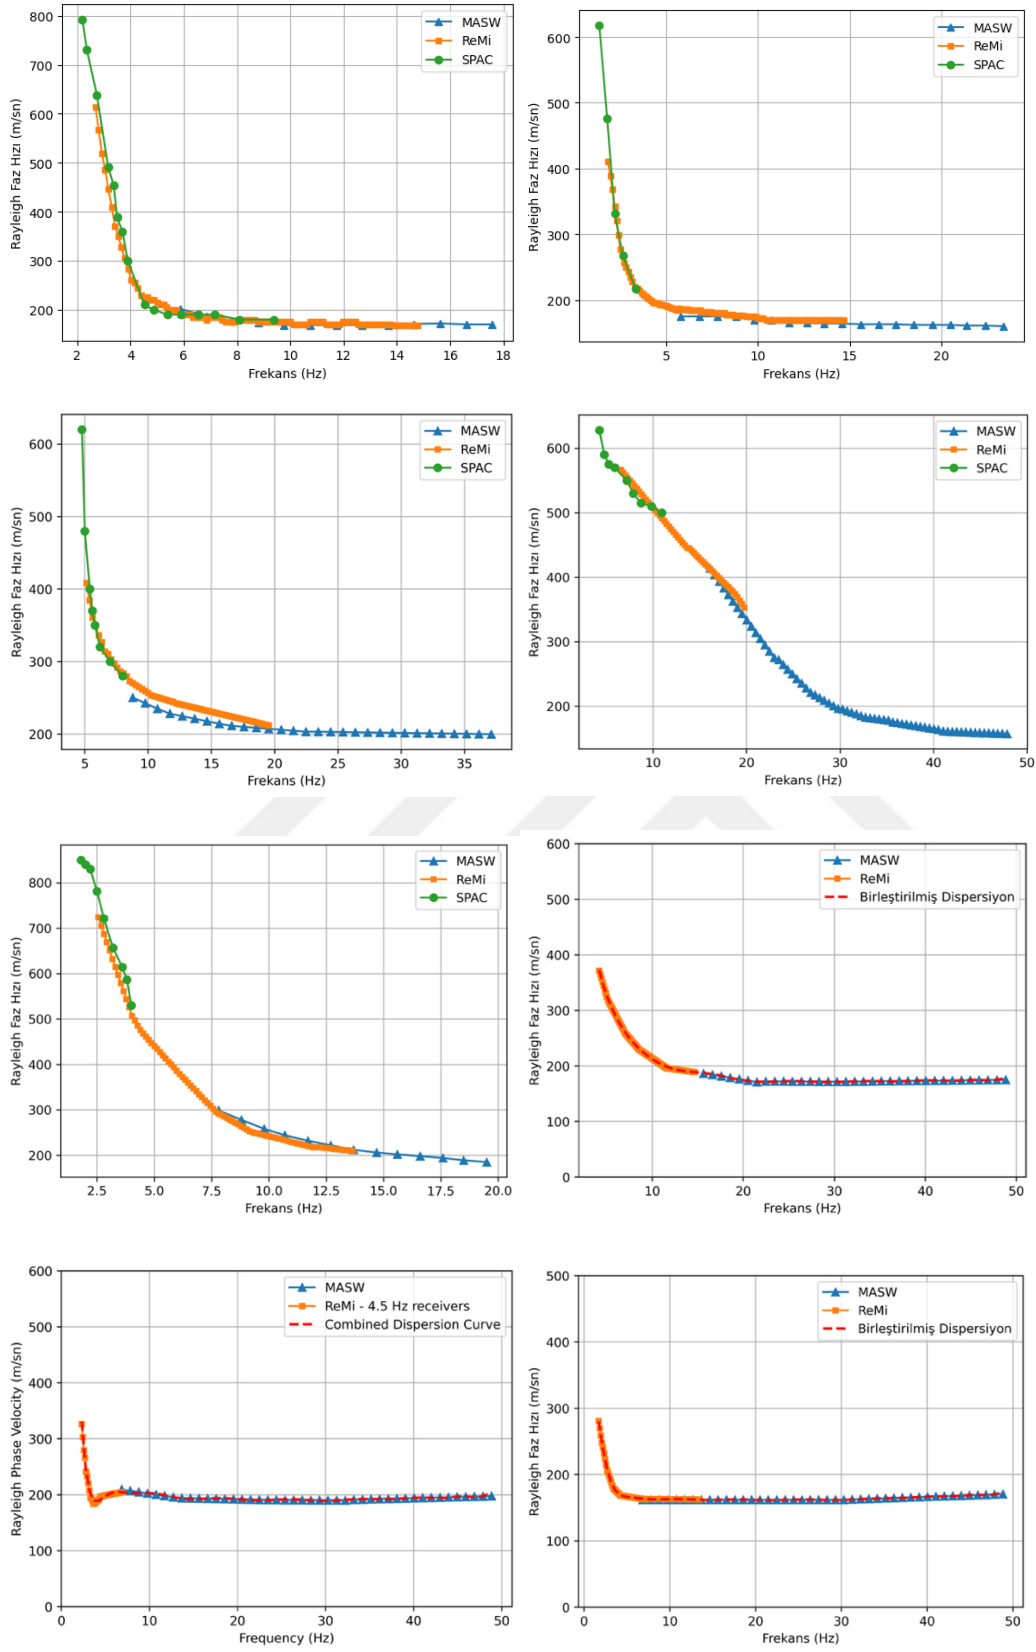 800
700
600
500
400
300
200
Rayleigh Faz Hızı (m/sn)
MASW
ReMi
SPAC
2 4 6 8 10 12 14 16 18
Frekans (Hz)
600
500
400
300
200
Rayleigh Faz Hızı (m/sn)
MASW
ReMi
SPAC
5 10 15 20
Frekans (Hz)
600
500
400
300
200
Rayleigh Faz Hızı (m/sn)
MASW
ReMi
SPAC
5 10 15 20 25 30 35
Frekans (Hz)
600
500
400
300
200
Rayleigh Faz Hızı (m/sn)
MASW
ReMi
SPAC
10 20 30 40 50
Frekans (Hz)
800
700
600
500
400
300
200
Rayleigh Faz Hızı (m/sn)
MASW
ReMi
SPAC
2.5 5.0 7.5 10.0 12.5 15.0 17.5 20.0
Frekans (Hz)
600
500
400
300
200
100
0
Rayleigh Faz Hızı (m/sn)
MASW
ReMi
Birleştirilmiş Dispersiyon
10 20 30 40 50
Frekans (Hz)
600
500
400
300
200
100
0
Rayleigh Phase Velocity (m/sn)
MASW
ReMi - 4.5 Hz receivers
Combined Dispersion Curve
0 10 20 30 40 50
Frequency (Hz)
500
400
300
200
100
0
Rayleigh Faz Hızı (m/sn)
MASW
ReMi
Birleştirilmiş Dispersiyon
0 10 20 30 40 50
Frekans (Hz)